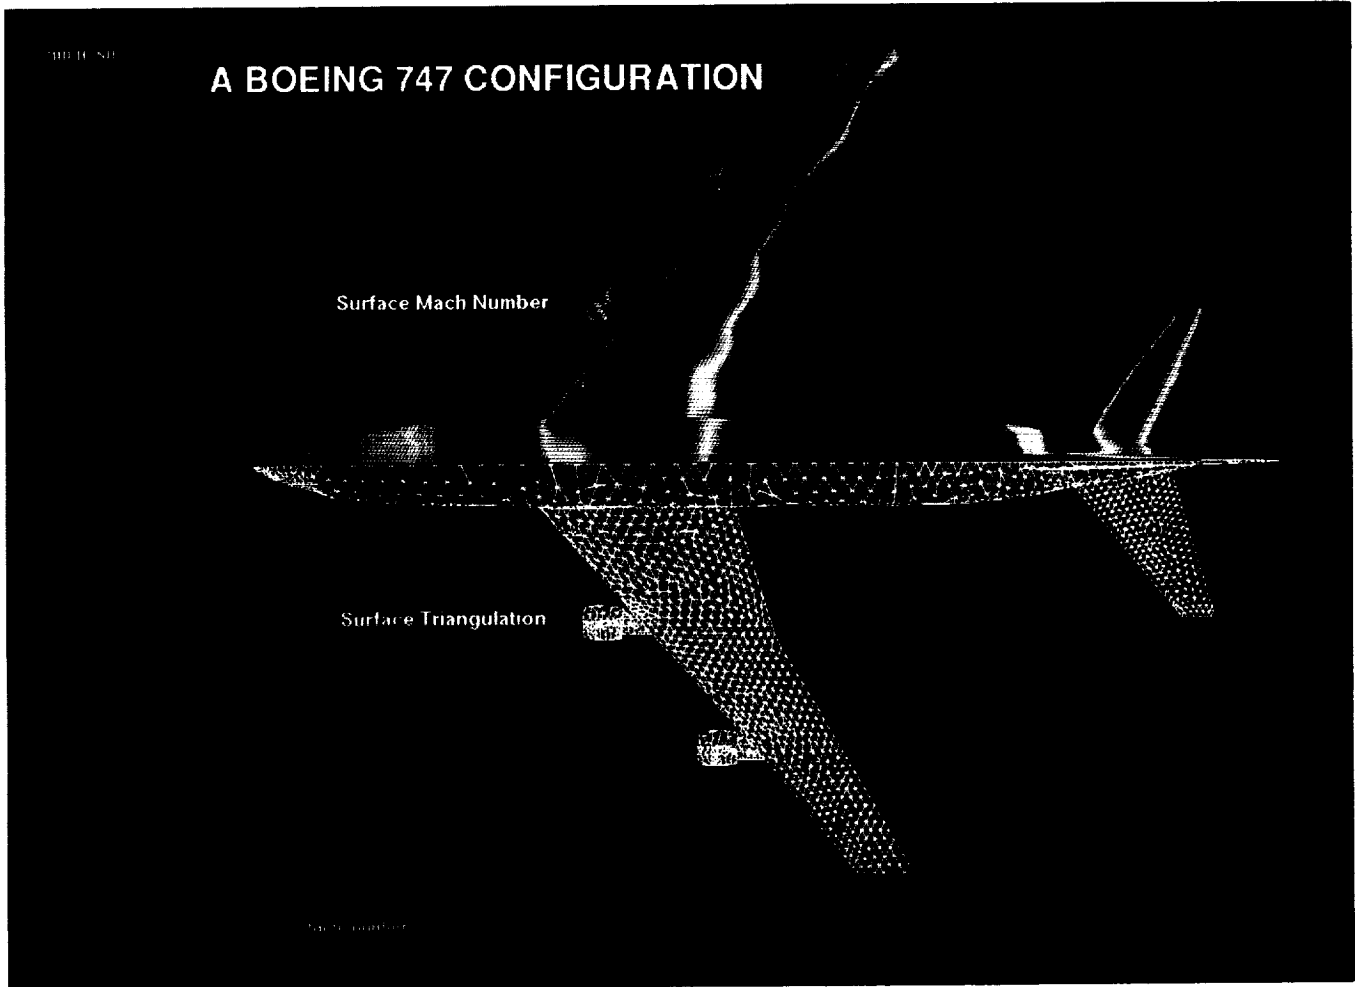 A BOEING 747 CONFIGURATION
Surface Mach Number
Surface Triangulation